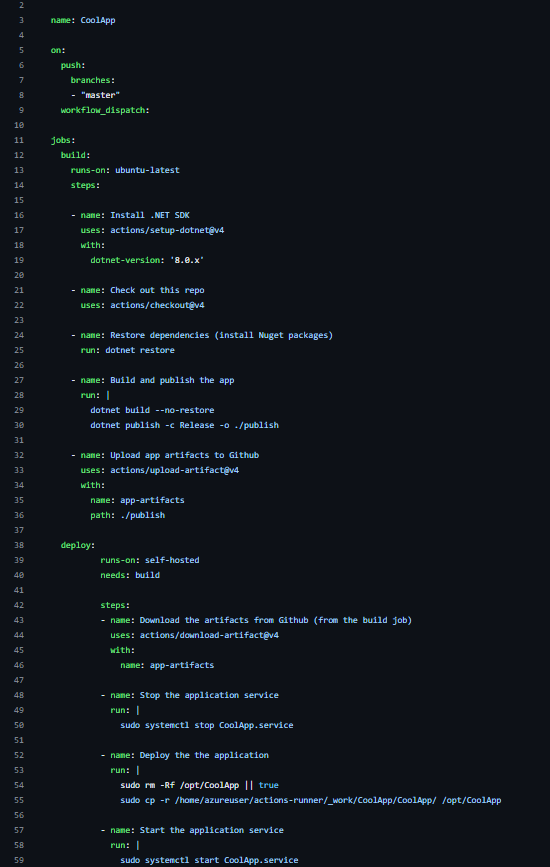 2
3 name: CoolApp
4
5 on:
6 push:
7 branches:
8 - "master"
9 workflow_dispatch:
10
11 jobs:
12 build:
13 runs-on: ubuntu-latest
14 steps:
15
16 - name: Install .NET SDK
17 uses: actions/setup-dotnet@v4
18 with:
19 dotnet-version: '8.0.x'
20
21 - name: Check out this repo
22 uses: actions/checkout@v4
23
24 - name: Restore dependencies (install Nuget packages)
25 run: dotnet restore
26
27 - name: Build and publish the app
28 run: |
29 dotnet build --no-restore
30 dotnet publish -c Release -o ./publish
31
32 - name: Upload app artifacts to Github
33 uses: actions/upload-artifact@v4
34 with:
35 name: app-artifacts
36 path: ./publish
37
38 deploy:
39 runs-on: self-hosted
40 needs: build
41
42 steps:
43 - name: Download the artifacts from Github (from the build job)
44 uses: actions/download-artifact@v4
45 with:
46 name: app-artifacts
47
48 - name: Stop the application service
49 run: |
50 sudo systemctl stop CoolApp.service
51
52 - name: Deploy the the application
53 run: |
54 sudo rm -Rf /opt/CoolApp || true
55 sudo cp -r /home/azureuser/actions-runner/_work/CoolApp/CoolApp/ /opt/CoolApp
56
57 - name: Start the application service
58 run: |
59 sudo systemctl start CoolApp.service